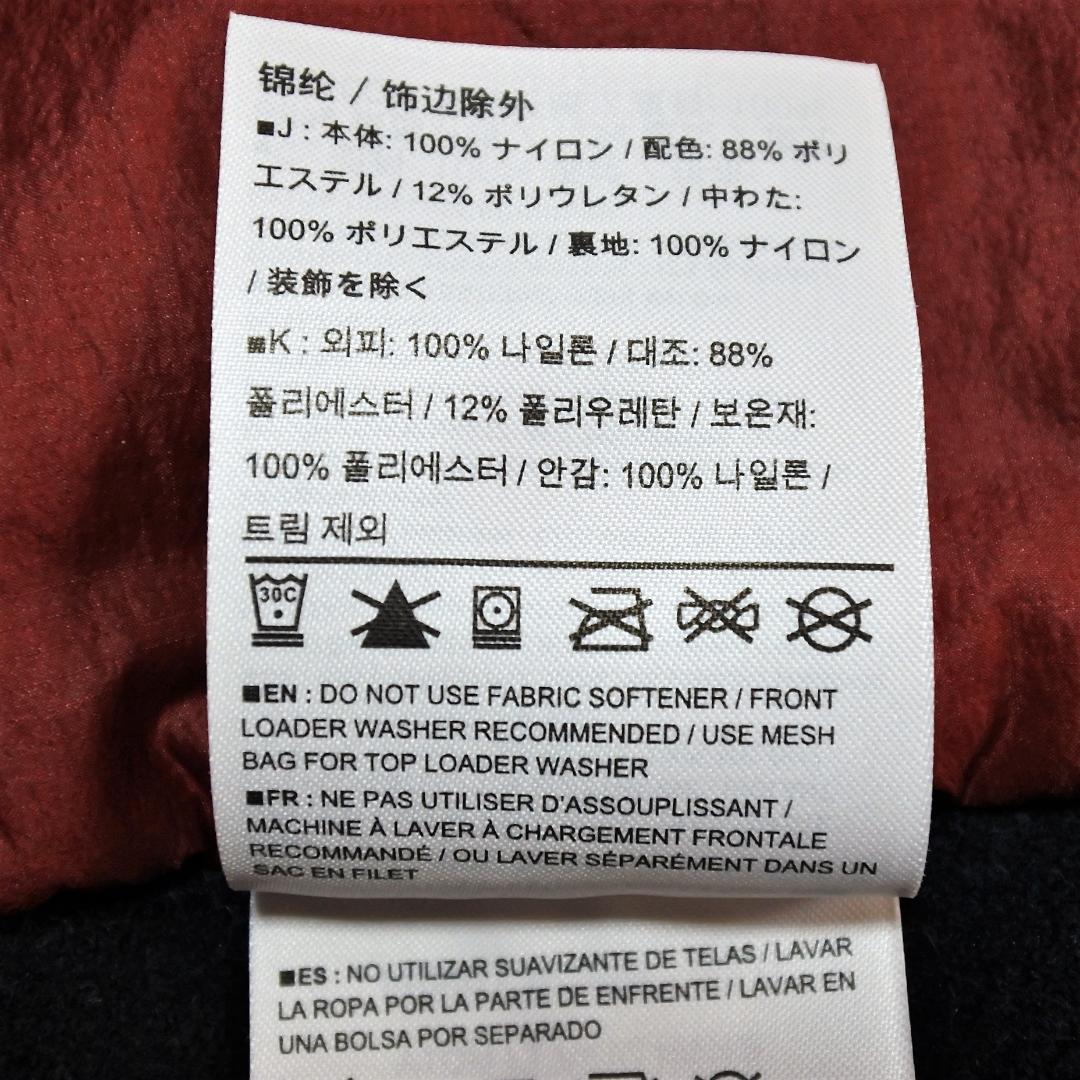 锦纶 / 饰边除外
■J : 本体: 100% ナイロン / 配色: 88% ポリ
エステル / 12% ポリウレタン / 中わた:
100% ポリエステル / 裏地: 100% ナイロン
/ 装飾を除く
■K : 외피: 100% 나일론 / 대조: 88%
폴리에스터 / 12% 폴리우레탄 / 보온재:
100% 폴리에스터 / 안감: 100% 나일론 /
트림 제외
30C
■EN : DO NOT USE FABRIC SOFTENER / FRONT
LOADER WASHER RECOMMENDED / USE MESH
BAG FOR TOP LOADER WASHER
■FR : NE PAS UTILISER D'ASSOUPLISSANT /
MACHINE À LAVER À CHARGEMENT FRONTALE
RECOMMANDÉ / OU LAVER SÉPARÉMENT DANS UN
SAC EN FILET
■ES : NO UTILIZAR SUAVIZANTE DE TELAS / LAVAR
LA ROPA POR LA PARTE DE ENFRENTE / LAVAR EN
UNA BOLSA POR SEPARADO